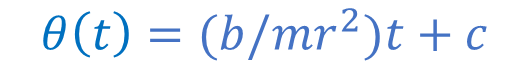 θ(t) = (b/mr²)t + c